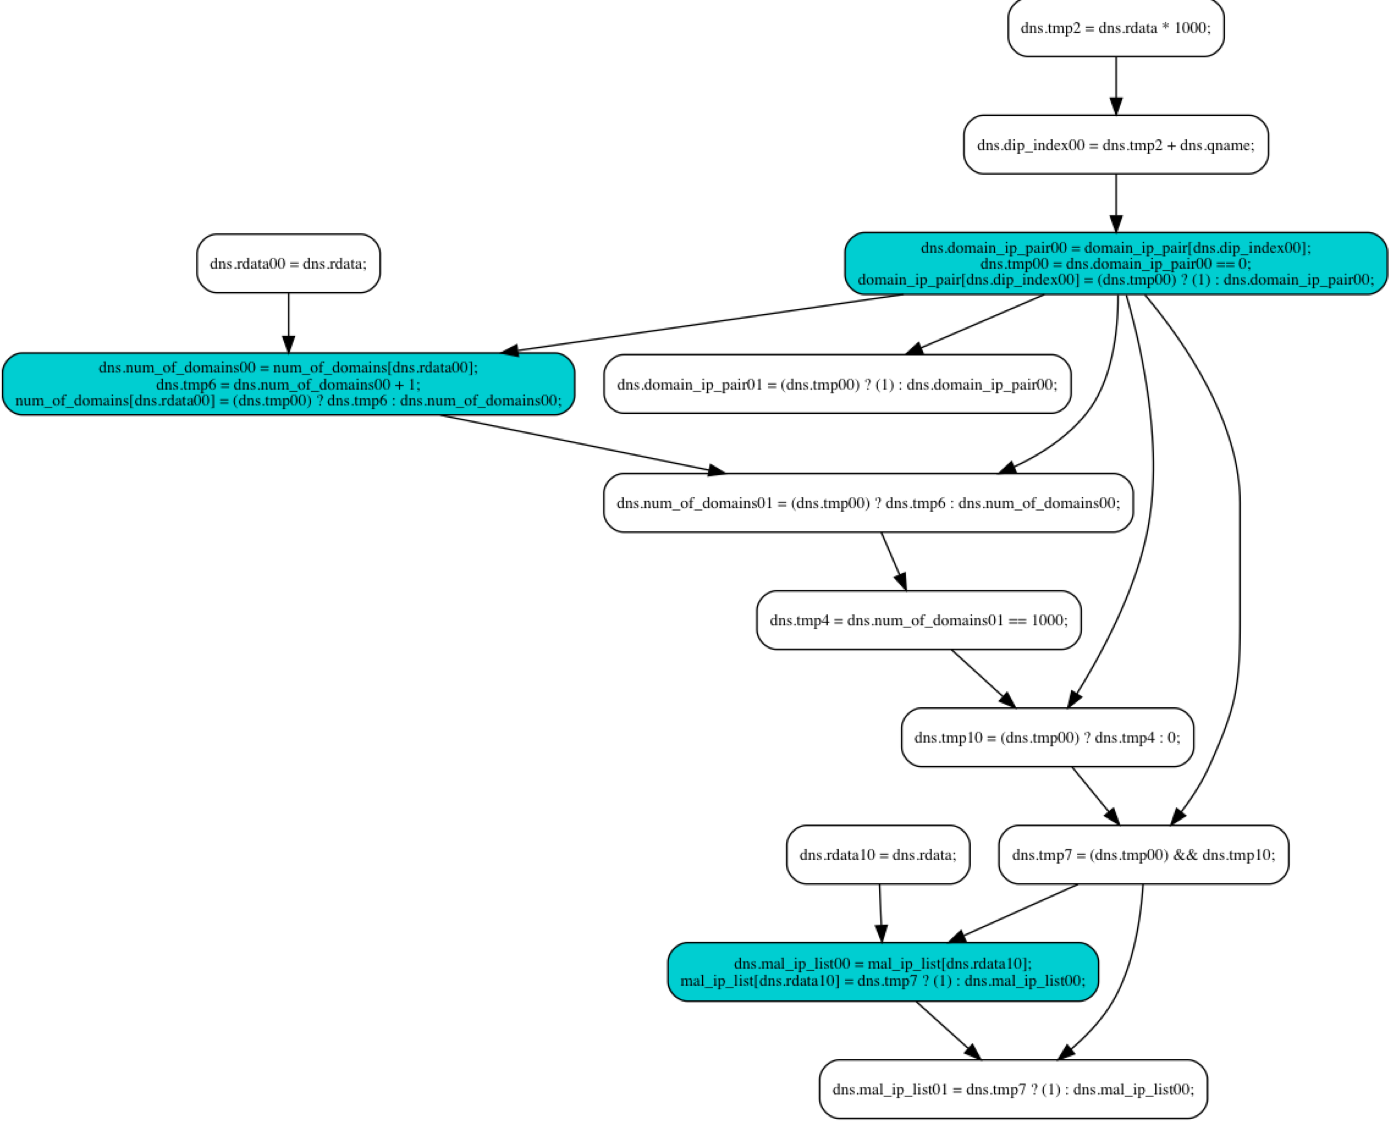 dns.tmp2 = dns.rdata * 1000;
dns.dip_index00 = dns.tmp2 + dns.qname;
dns.domain_ip_pair00 = domain_ip_pair[dns.dip_index00];
dns.tmp00 = dns.domain_ip_pair00 == 0;
domain_ip_pair[dns.dip_index00] = (dns.tmp00) ? (1) : dns.domain_ip_pair00;
dns.rdata00 = dns.rdata;
dns.num_of_domains00 = num_of_domains[dns.rdata00];
dns.tmp6 = dns.num_of_domains00 + 1;
num_of_domains[dns.rdata00] = (dns.tmp00) ? dns.tmp6 : dns.num_of_domains00;
dns.domain_ip_pair01 = (dns.tmp00) ? (1) : dns.domain_ip_pair00;
dns.num_of_domains01 = (dns.tmp00) ? dns.tmp6 : dns.num_of_domains00;
dns.tmp4 = dns.num_of_domains01 == 1000;
dns.tmp10 = (dns.tmp00) ? dns.tmp4 : 0;
dns.rdata10 = dns.rdata;
dns.tmp7 = (dns.tmp00) && dns.tmp10;
dns.mal_ip_list00 = mal_ip_list[dns.rdata10];
mal_ip_list[dns.rdata10] = dns.tmp7 ? (1) : dns.mal_ip_list00;
dns.mal_ip_list01 = dns.tmp7 ? (1) : dns.mal_ip_list00;